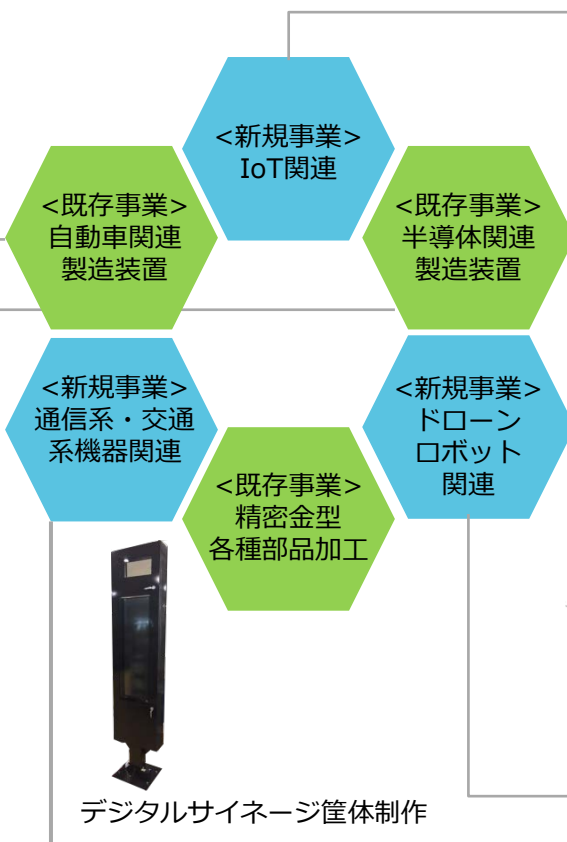 <新規事業>
IoT関連
<既存事業>
自動車関連
製造装置
<既存事業>
半導体関連
製造装置
<新規事業>
通信系・交通
系機器関連
<新規事業>
ドローン
ロボット
関連
<既存事業>
精密金型
各種部品加工
デジタルサイネージ筐体制作